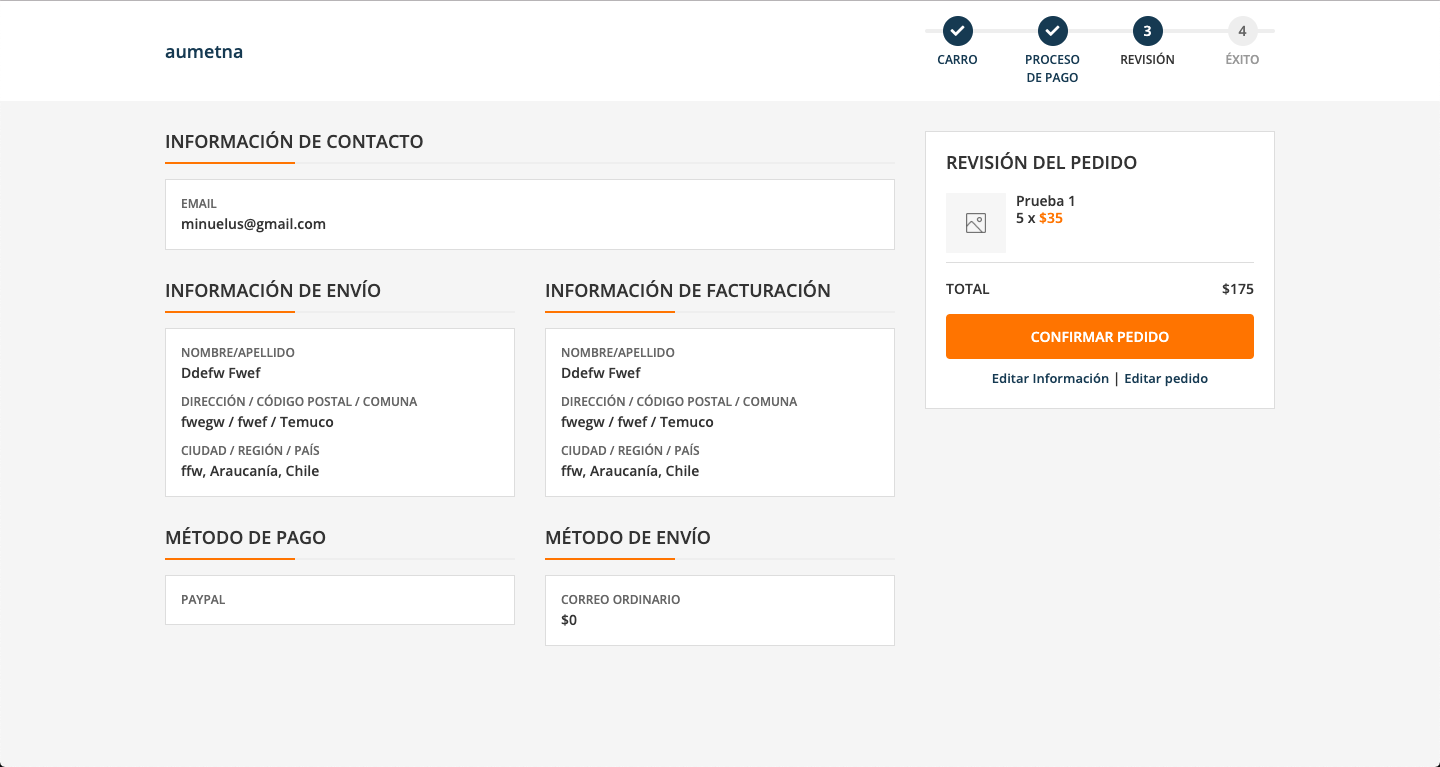 aumetna
CARRO
PROCESO
DE PAGO
3
REVISIÓN
4
ÉXITO
INFORMACIÓN DE CONTACTO
EMAIL
minuelus@gmail.com
INFORMACIÓN DE ENVÍO
NOMBRE/APELLIDO
Ddefw Fwef
DIRECCIÓN / CÓDIGO POSTAL / COMUNA
fwegw / fwef / Temuco
CIUDAD / REGIÓN / PAÍS
ffw, Araucanía, Chile
INFORMACIÓN DE FACTURACIÓN
NOMBRE/APELLIDO
Ddefw Fwef
DIRECCIÓN / CÓDIGO POSTAL / COMUNA
fwegw / fwef / Temuco
CIUDAD / REGIÓN / PAÍS
ffw, Araucanía, Chile
MÉTODO DE PAGO
PAYPAL
MÉTODO DE ENVÍO
CORREO ORDINARIO
$0
REVISIÓN DEL PEDIDO
Prueba 1
5 x $35
TOTAL $175
CONFIRMAR PEDIDO
Editar Información | Editar pedido